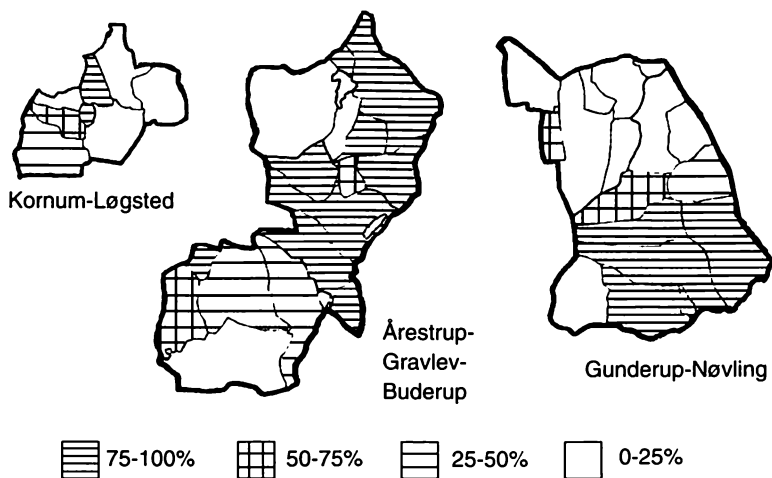 Kornum-Løgsted
Årestrup-
Gravlev-
Buderup
Gunderup-Nøvling
75-100%
50-75%
25-50%
0-25%